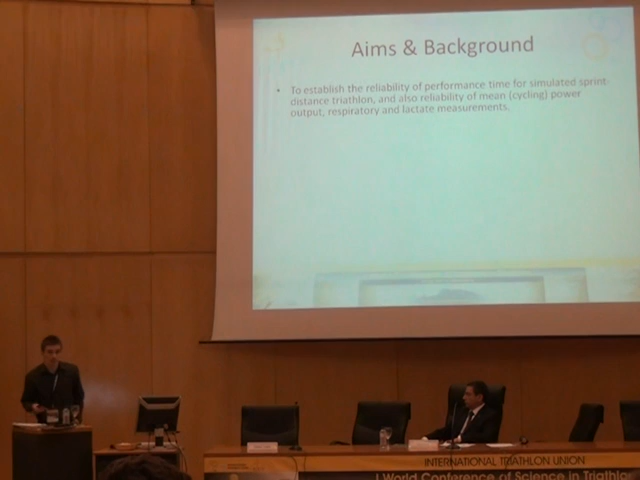 Aims & Background
• To establish the reliability of performance time for simulated sprint
distance triathlon, and also reliability of mean (cycling) power
output, respiratory and lactate measurements.
INTERNATIONAL TRIATHLON UNION
I World Conference of Science in Triathlon